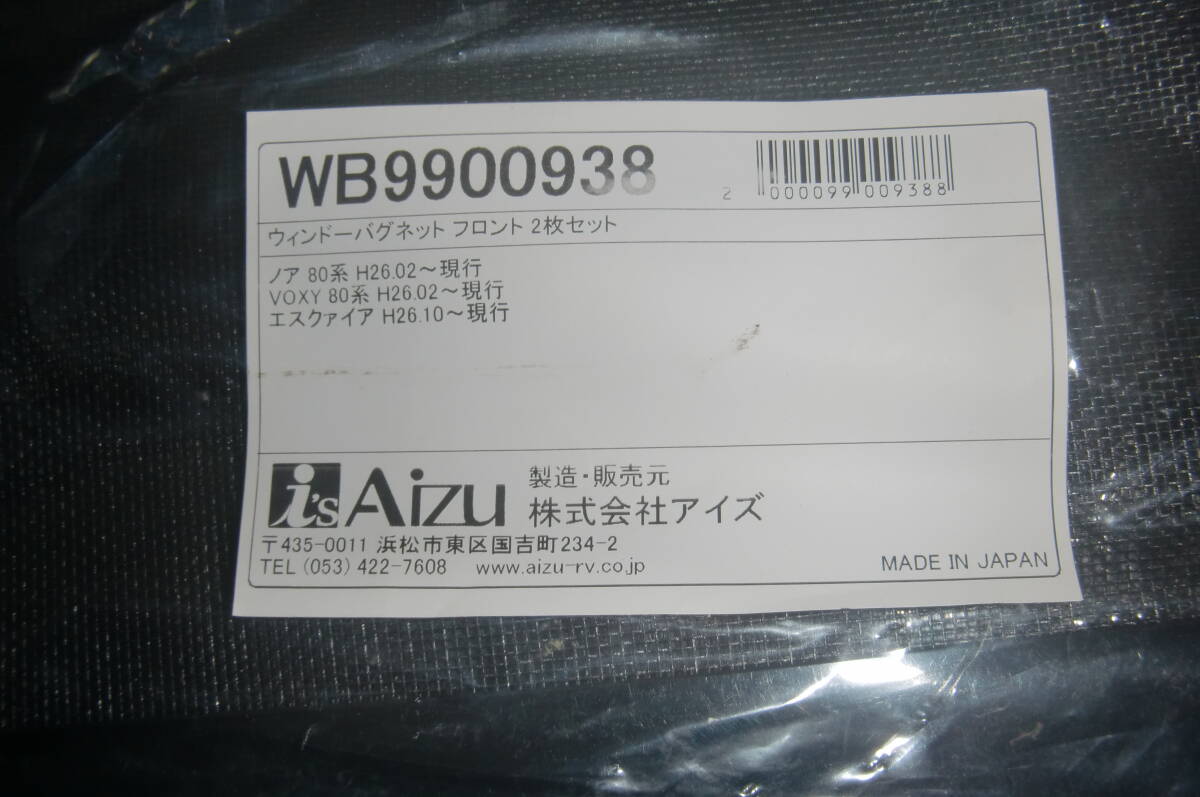 WB9900938
2 000099 009388
ウィンドーバグネット フロント 2枚セット
ノア 80系 H26.02～現行
VOXY 80系 H26.02～現行
エスクァイア H26.10～現行
i's Aizu 製造・販売元
株式会社アイズ
〒435-0011 浜松市東区国吉町234-2
TEL (053) 422-7608 www.aizu-rv.co.jp
MADE IN JAPAN